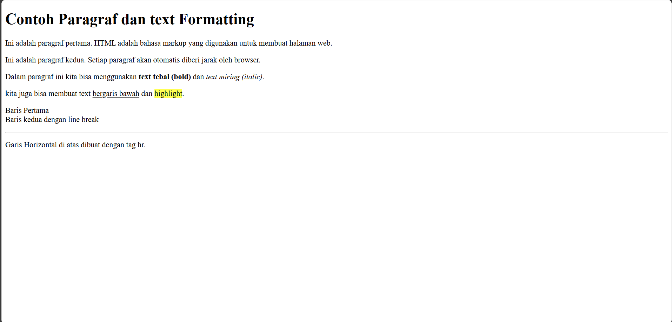 Contoh Paragraf dan text Formatting
Ini adalah paragraf pertama. HTML adalah bahasa markup yang digunakan untuk membuat halaman web.
Ini adalah paragraf kedua. Setiap paragraf akan otomatis diberi jarak oleh browser.
Dalam paragraf ini kita bisa menggunakan text tebal (bold) dan text miring (italic).
kita juga bisa membuat text bergaris bawah dan highlight.
Baris Pertama
Baris kedua dengan line break
Garis Horizontal di atas dibuat dengan tag hr.